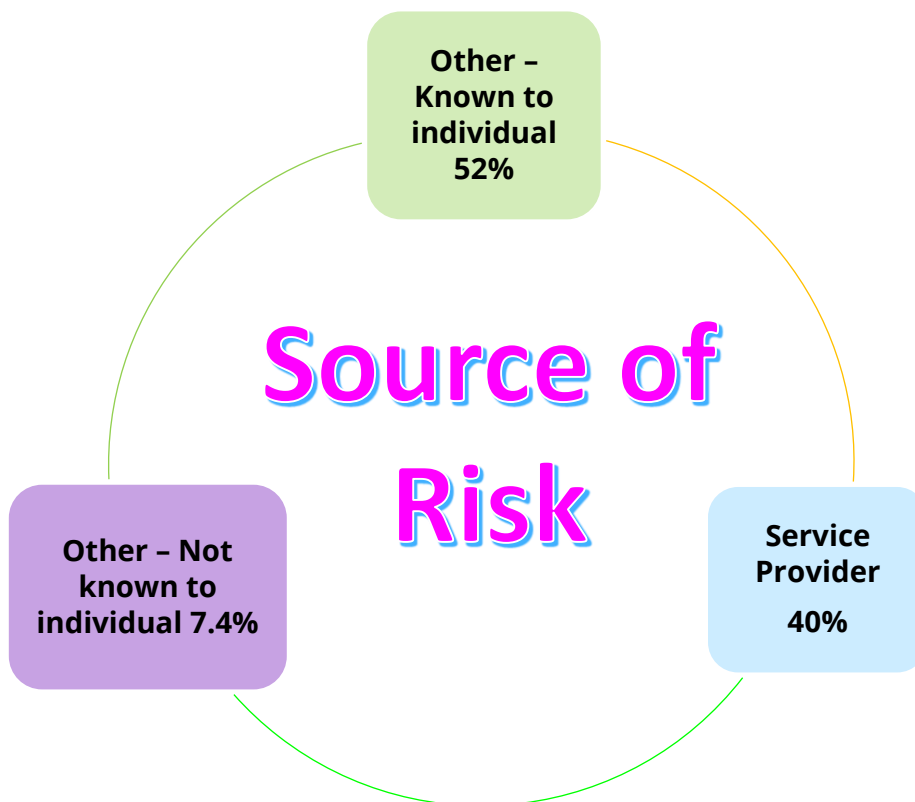 Other –
Known to
individual
52%
Source of
Risk
Other – Not
known to
individual 7.4%
Service
Provider
40%